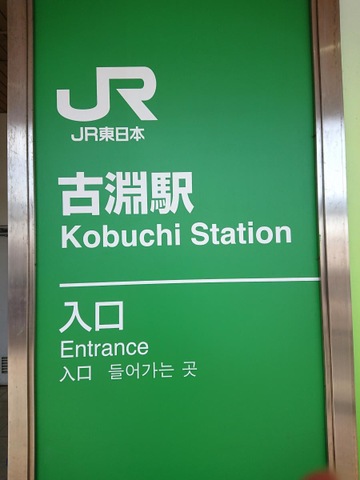 JR
JR東日本
古淵駅
Kobuchi Station
入口
Entrance
入口 들어가는 곳